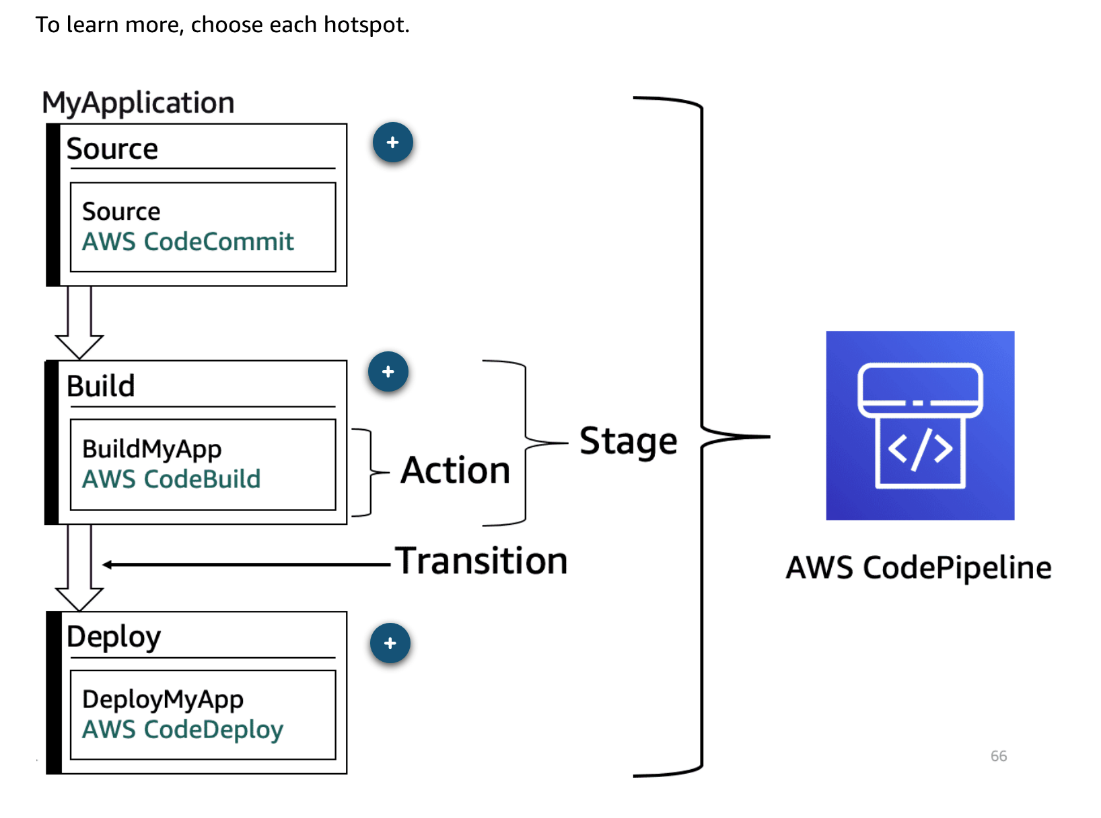 To learn more, choose each hotspot.
MyApplication
Source
+
Source
AWS CodeCommit
Build
+
BuildMyApp
AWS CodeBuild
Action
Stage
</>
AWS CodePipeline
Transition
Deploy
+
DeployMyApp
AWS CodeDeploy
66